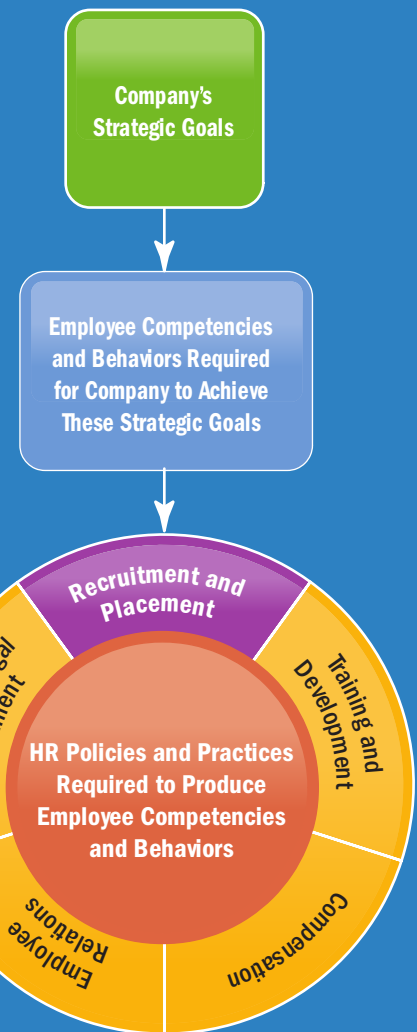 Company's
Strategic Goals
Employee Competencies
and Behaviors Required
for Company to Achieve
These Strategic Goals
Recruitment and
Placement
Training and
Development
HR Policies and Practices
Required to Produce
Employee Competencies
and Behaviors
Compensation
Employee
Relations